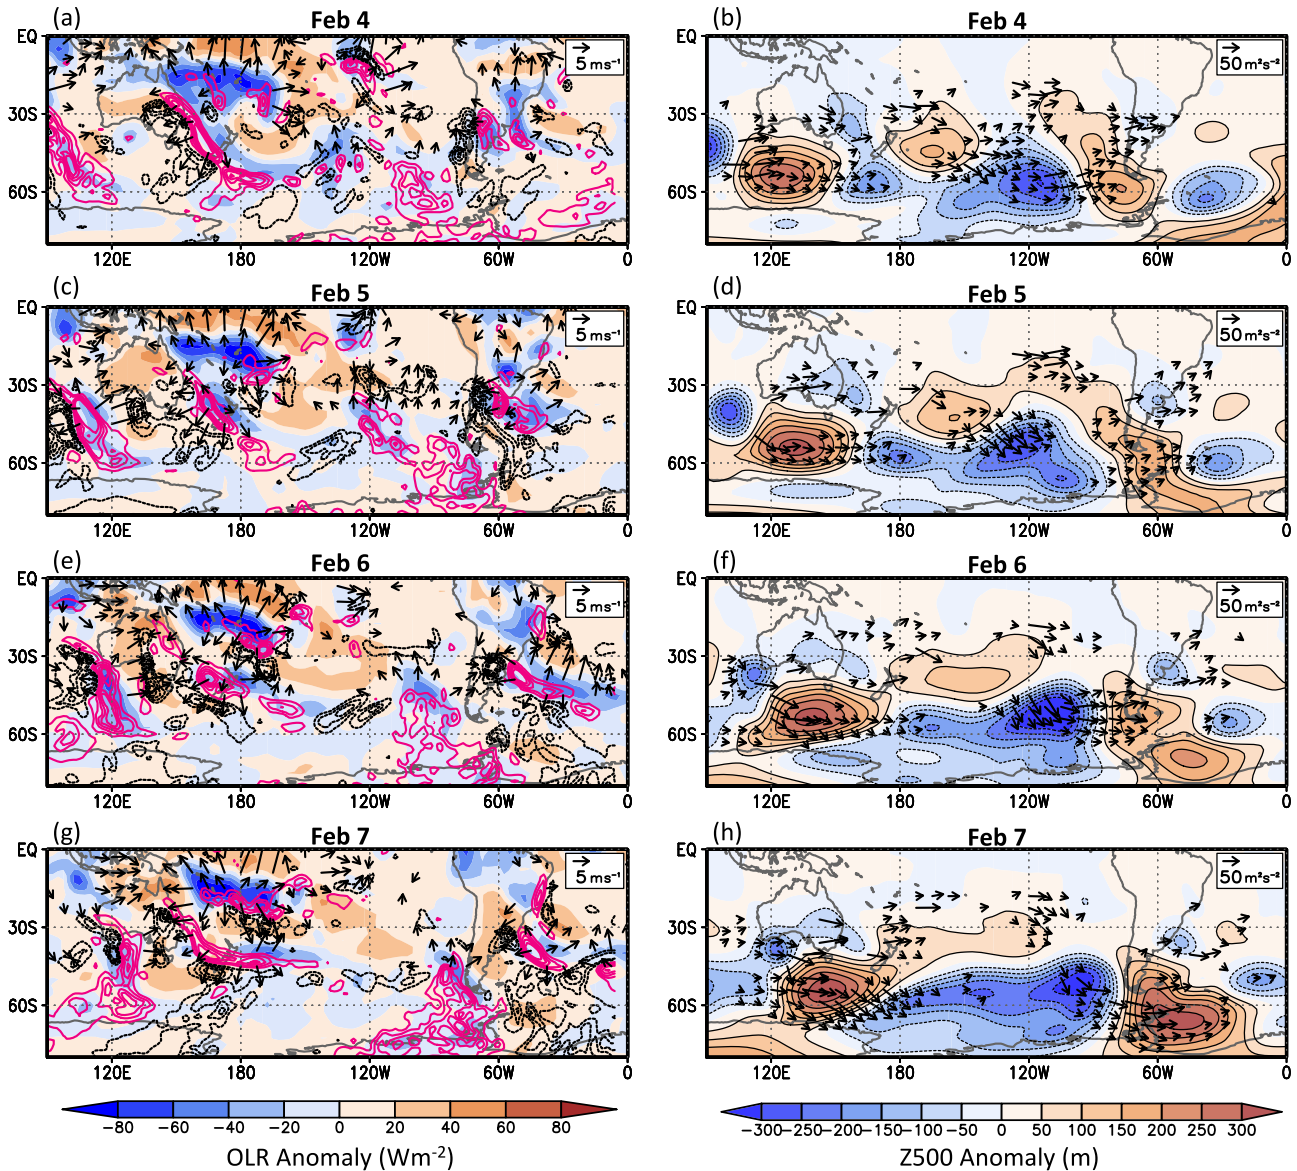 (a) Feb 4
(b) Feb 4
EQ
30S
60S
5 ms⁻¹
120E 180 120W 60W 0
EQ
30S
60S
50 m²s⁻²
120E 180 120W 60W 0
(c) Feb 5
(d) Feb 5
EQ
30S
60S
5 ms⁻¹
120E 180 120W 60W 0
EQ
30S
60S
50 m²s⁻²
120E 180 120W 60W 0
(e) Feb 6
(f) Feb 6
EQ
30S
60S
5 ms⁻¹
120E 180 120W 60W 0
EQ
30S
60S
50 m²s⁻²
120E 180 120W 60W 0
(g) Feb 7
(h) Feb 7
EQ
30S
60S
5 ms⁻¹
120E 180 120W 60W 0
EQ
30S
60S
50 m²s⁻²
120E 180 120W 60W 0
−80 −60 −40 −20 0 20 40 60 80
OLR Anomaly (Wm⁻²)
−300 −250 −200 −150 −100 −50 0 50 100 150 200 250 300
Z500 Anomaly (m)